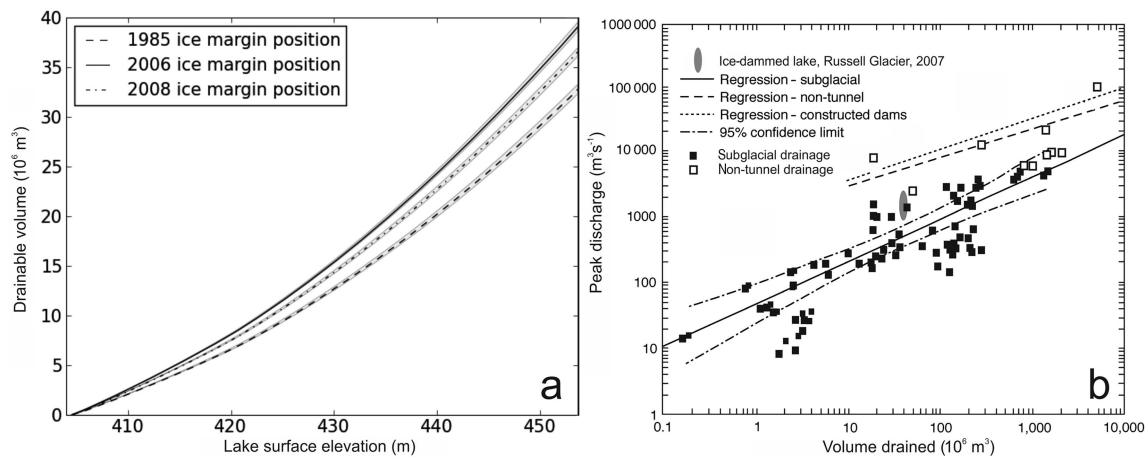 40
35
30
25
20
15
10
5
0
Drainable volume (10⁶ m³)
1985 ice margin position
2006 ice margin position
2008 ice margin position
a
410 420 430 440 450
Lake surface elevation (m)
1000 000
100 000
10 000
1000
100
10
1
Peak discharge (m³s⁻¹)
Ice-dammed lake, Russell Glacier, 2007
Regression – subglacial
Regression – non-tunnel
Regression – constructed dams
95% confidence limit
Subglacial drainage
Non-tunnel drainage
b
0.1 1 10 100 1,000 10,000
Volume drained (10⁶ m³)